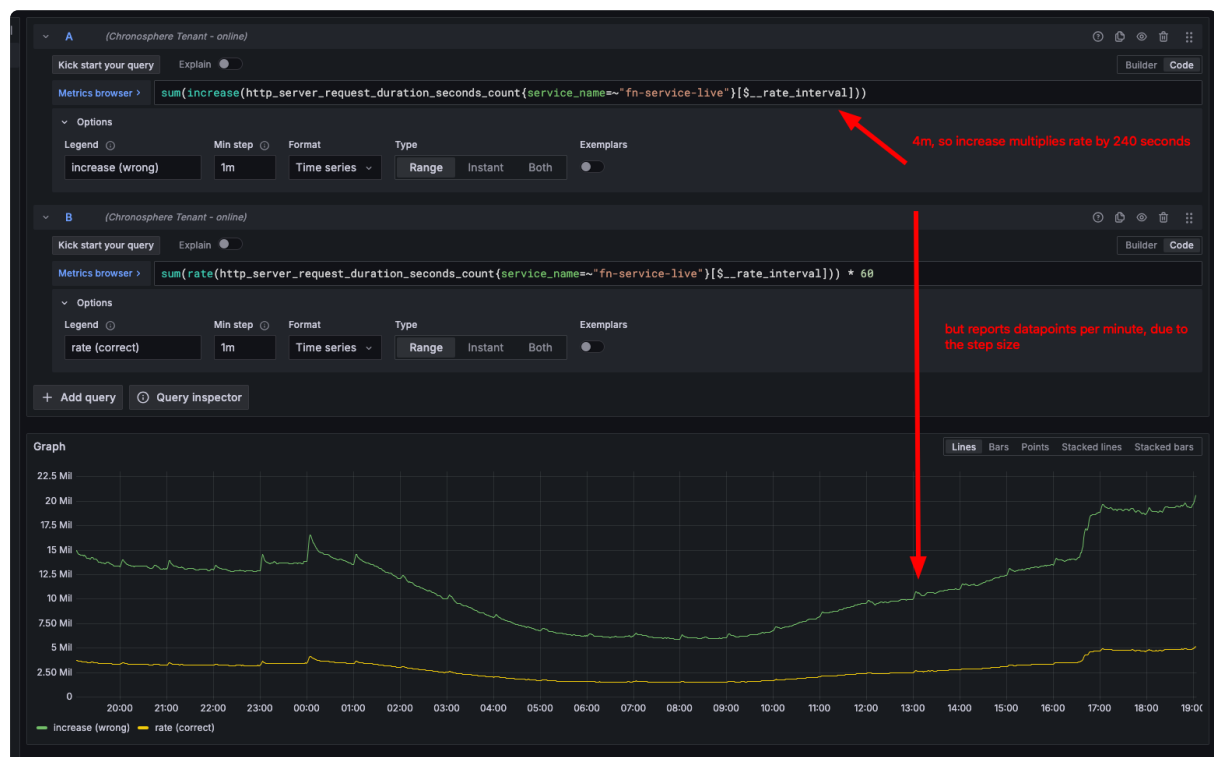 A (Chronosphere Tenant - online)
Kick start your query Explain Builder Code
Metrics browser > sum(increase(http_server_request_duration_seconds_count{service_name=~"fn-service-live"}[$__rate_interval]))
Options
Legend Min step Format Type Exemplars
increase (wrong) 1m Time series Range Instant Both
4m, so increase multiplies rate by 240 seconds
B (Chronosphere Tenant - online)
Kick start your query Explain Builder Code
Metrics browser > sum(rate(http_server_request_duration_seconds_count{service_name=~"fn-service-live"}[$__rate_interval])) * 60
Options
Legend Min step Format Type Exemplars
rate (correct) 1m Time series Range Instant Both
but reports datapoints per minute, due to
the step size
+ Add query Query inspector
Graph Lines Bars Points Stacked lines Stacked bars
22.5 Mil
20 Mil
17.5 Mil
15 Mil
12.5 Mil
10 Mil
7.50 Mil
5 Mil
2.50 Mil
0
20:00 21:00 22:00 23:00 00:00 01:00 02:00 03:00 04:00 05:00 06:00 07:00 08:00 09:00 10:00 11:00 12:00 13:00 14:00 15:00 16:00 17:00 18:00 19:00
increase (wrong) rate (correct)